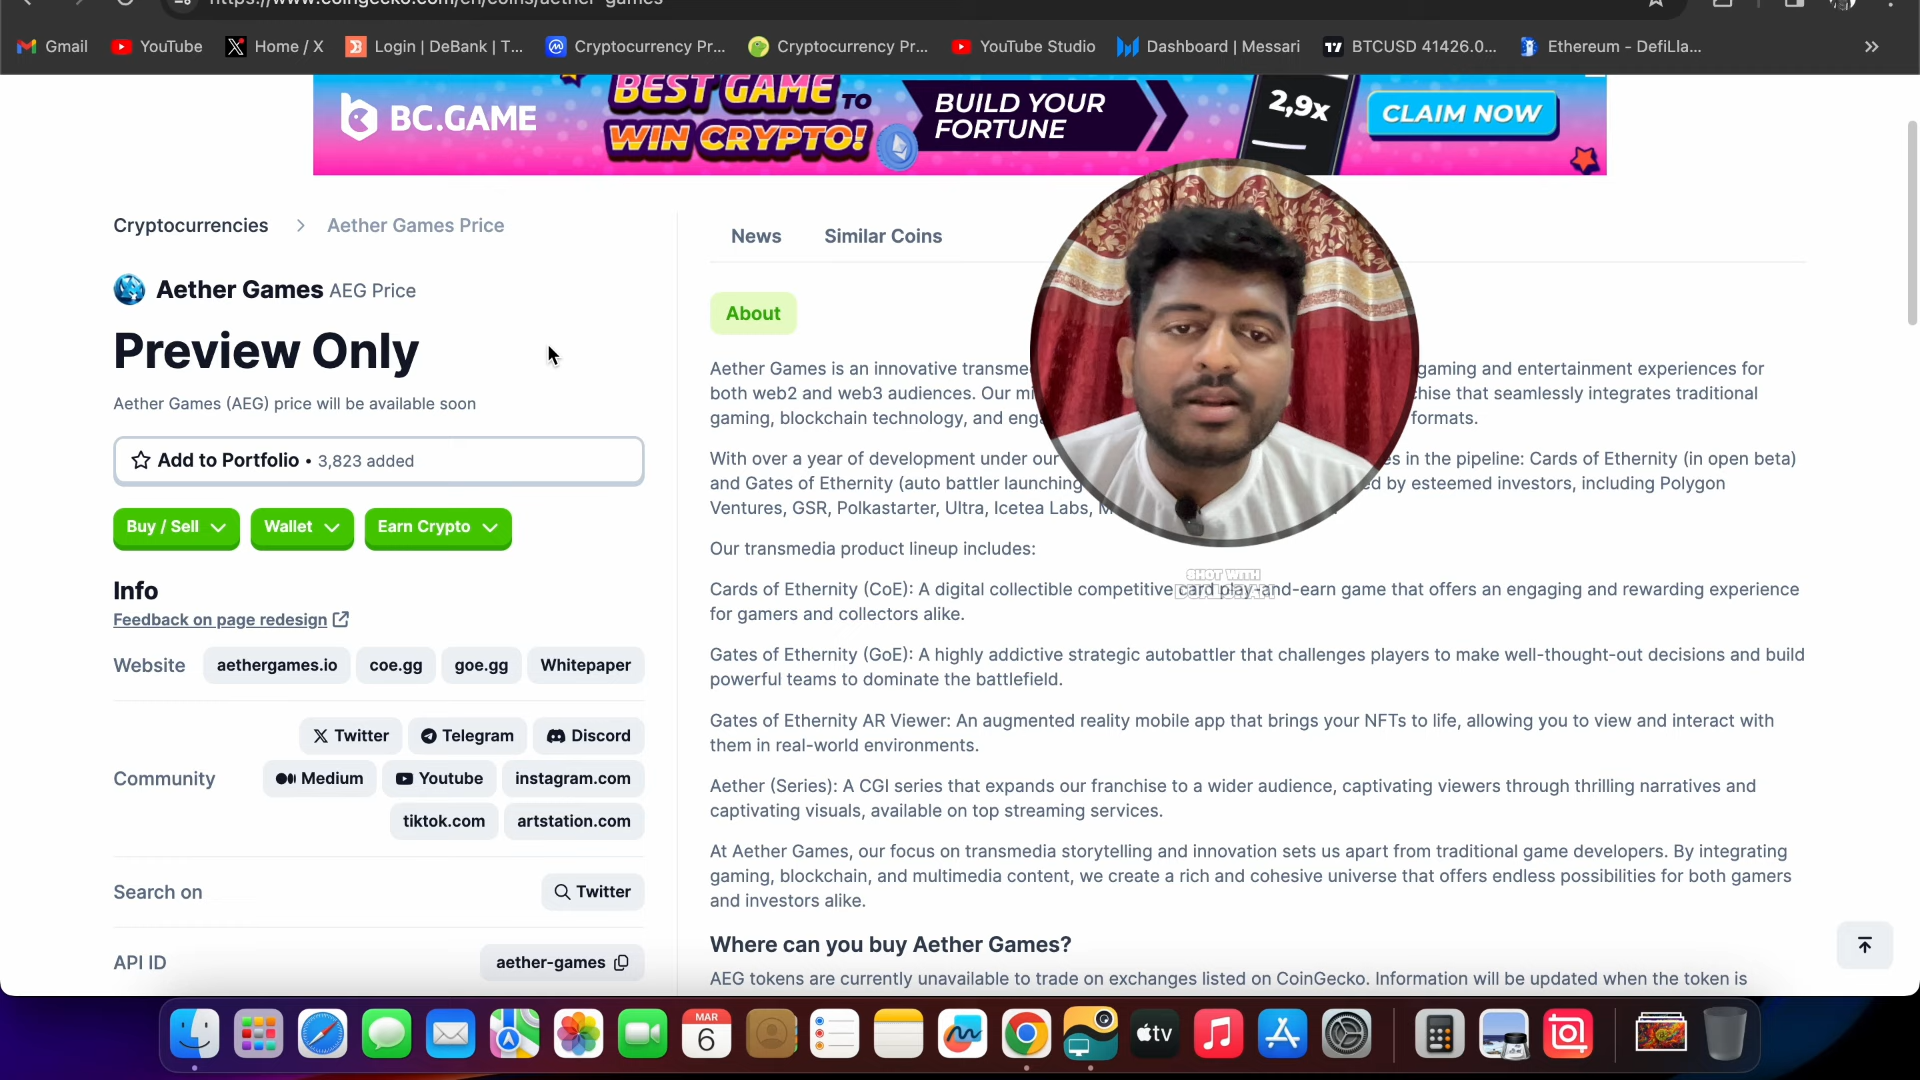 https://www.coingecko.com/en/coins/aether-games
Gmail
YouTube
Home / X
Login | DeBank | T...
Cryptocurrency Pr...
Cryptocurrency Pr...
YouTube Studio
Dashboard | Messari
BTCUSD 41426.0...
Ethereum - DefiLla...
BC.GAME
BEST GAME TO
WIN CRYPTO!
BUILD YOUR
FORTUNE
2,9x
CLAIM NOW
Cryptocurrencies > Aether Games Price
Aether Games AEG Price
Preview Only
Aether Games (AEG) price will be available soon
Add to Portfolio • 3,823 added
Buy / Sell
Wallet
Earn Crypto
Info
Feedback on page redesign
Website aethergames.io coe.gg goe.gg Whitepaper
Twitter Telegram Discord
Community Medium Youtube instagram.com
tiktok.com artstation.com
Search on Twitter
API ID aether-games
News Similar Coins
About
Aether Games is an innovative transme gaming and entertainment experiences for
both web2 and web3 audiences. Our mi hise that seamlessly integrates traditional
gaming, blockchain technology, and eng formats.
With over a year of development under our es in the pipeline: Cards of Ethernity (in open beta)
and Gates of Ethernity (auto battler launching ed by esteemed investors, including Polygon
Ventures, GSR, Polkastarter, Ultra, Icetea Labs, M
Our transmedia product lineup includes:
SHOT WITH
Cards of Ethernity (CoE): A digital collectible competitive card play-and-earn game that offers an engaging and rewarding experience
for gamers and collectors alike.
Gates of Ethernity (GoE): A highly addictive strategic autobattler that challenges players to make well-thought-out decisions and build
powerful teams to dominate the battlefield.
Gates of Ethernity AR Viewer: An augmented reality mobile app that brings your NFTs to life, allowing you to view and interact with
them in real-world environments.
Aether (Series): A CGI series that expands our franchise to a wider audience, captivating viewers through thrilling narratives and
captivating visuals, available on top streaming services.
At Aether Games, our focus on transmedia storytelling and innovation sets us apart from traditional game developers. By integrating
gaming, blockchain, and multimedia content, we create a rich and cohesive universe that offers endless possibilities for both gamers
and investors alike.
Where can you buy Aether Games?
AEG tokens are currently unavailable to trade on exchanges listed on CoinGecko. Information will be updated when the token is
MAR
6
tv